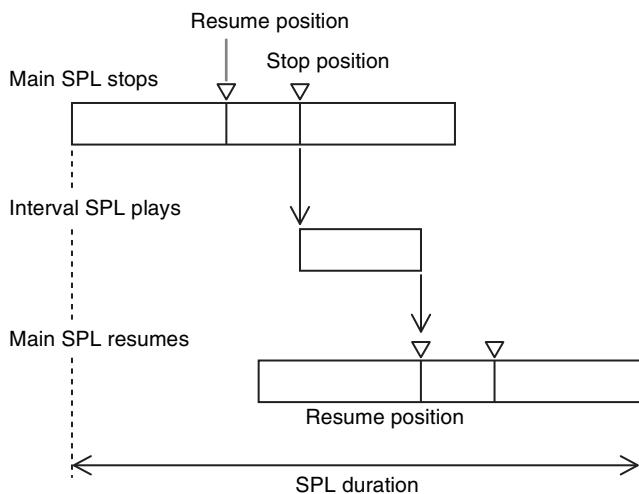 Resume position
Stop position
Main SPL stops
Interval SPL plays
Main SPL resumes
Resume position
SPL duration